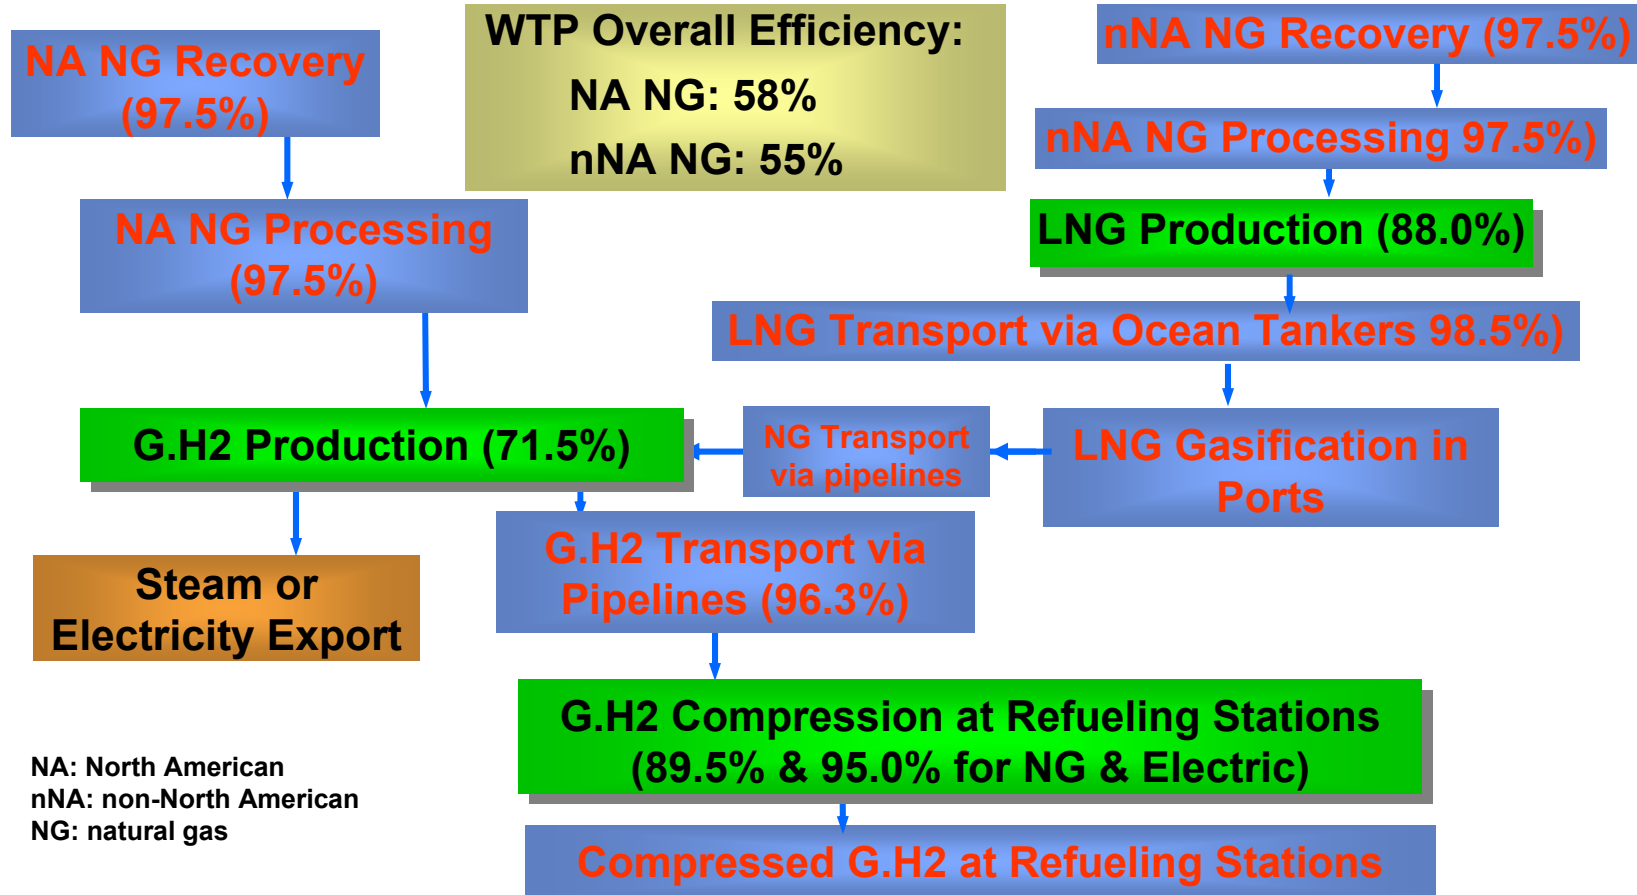 NA NG Recovery
(97.5%)
WTP Overall Efficiency:
NA NG: 58%
nNA NG: 55%
nNA NG Recovery (97.5%)
nNA NG Processing 97.5%)
NA NG Processing
(97.5%)
LNG Production (88.0%)
LNG Transport via Ocean Tankers 98.5%)
G.H2 Production (71.5%)
NG Transport
via pipelines
LNG Gasification in
Ports
Steam or
Electricity Export
G.H2 Transport via
Pipelines (96.3%)
G.H2 Compression at Refueling Stations
(89.5% & 95.0% for NG & Electric)
NA: North American
nNA: non-North American
NG: natural gas
Compressed G.H2 at Refueling Stations